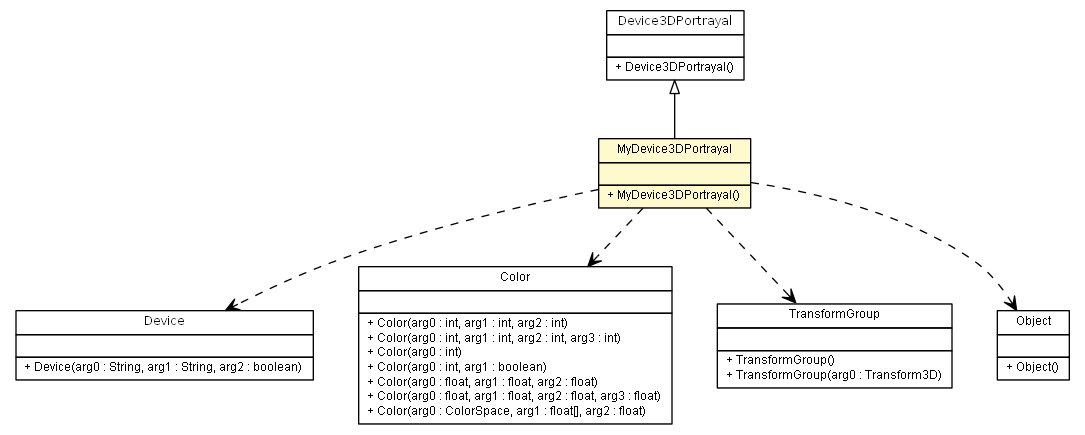 Device3DPortrayal
+ Device3DPortrayal()
MyDevice3DPortrayal
+ MyDevice3DPortrayal()
Device
+ Device(arg0 : String, arg1 : String, arg2 : boolean)
Color
+ Color(arg0 : int, arg1 : int, arg2 : int)
+ Color(arg0 : int, arg1 : int, arg2 : int, arg3 : int)
+ Color(arg0 : int)
+ Color(arg0 : int, arg1 : boolean)
+ Color(arg0 : float, arg1 : float, arg2 : float)
+ Color(arg0 : float, arg1 : float, arg2 : float, arg3 : float)
+ Color(arg0 : ColorSpace, arg1 : float[], arg2 : float)
TransformGroup
+ TransformGroup()
+ TransformGroup(arg0 : Transform3D)
Object
+ Object()